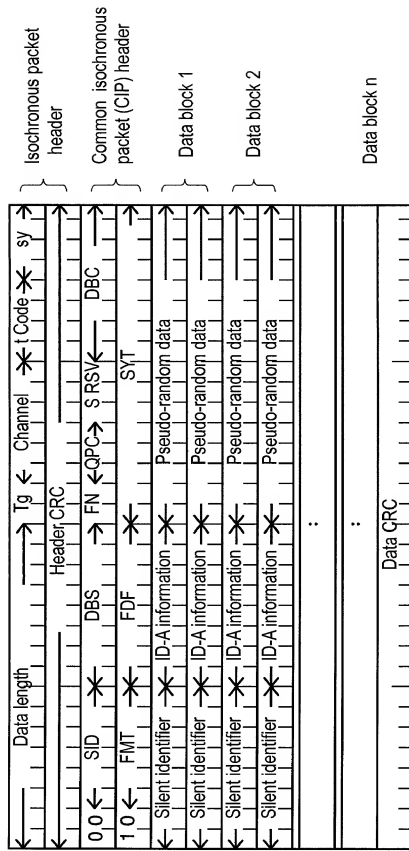 Data length Tg Channel t Code sy
Header CRC
0 0 SID DBS FN QPC S RSV DBC
1 0 FMT FDF SYT
Silent identifier ID-A information Pseudo-random data
Silent identifier ID-A information Pseudo-random data
Silent identifier ID-A information Pseudo-random data
Silent identifier ID-A information Pseudo-random data
:
:
Data CRC
Isochronous packet
header
Common isochronous
packet (CIP) header
Data block 1
Data block 2
Data block n